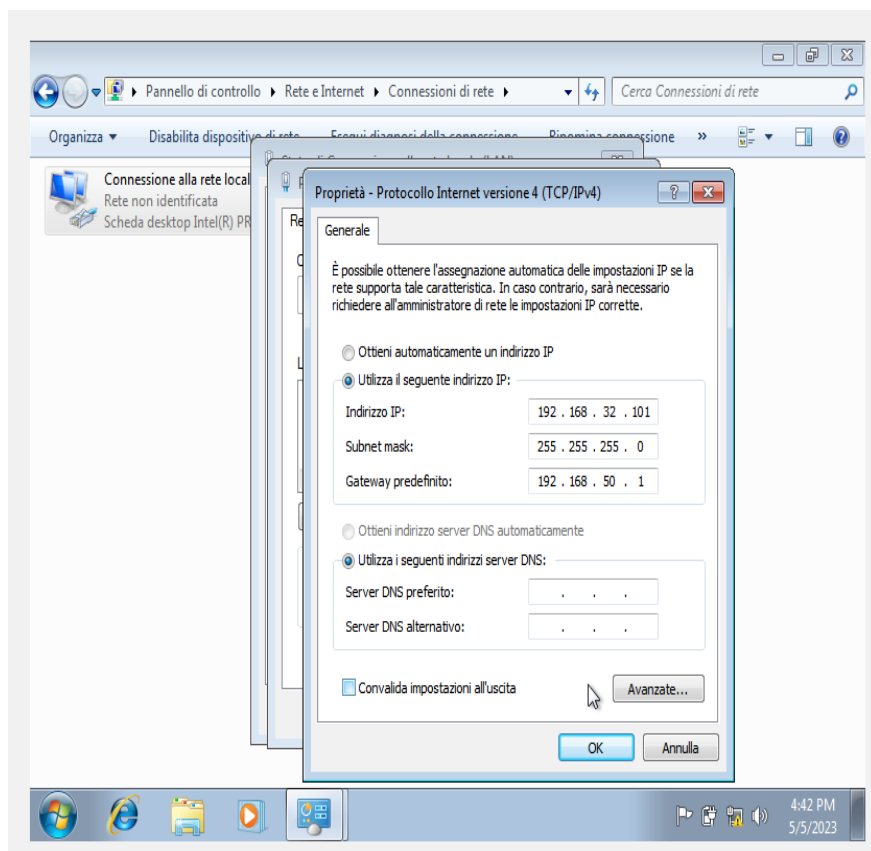 Pannello di controllo Rete e Internet Connessioni di rete
Cerca Connessioni di rete
Organizza Disabilita dispositivo di rete Esegui diagnosi della connessione Rinomina connessione »
Connessione alla rete local
Rete non identificata
Scheda desktop Intel(R) PR
Proprietà - Protocollo Internet versione 4 (TCP/IPv4)
Generale
È possibile ottenere l'assegnazione automatica delle impostazioni IP se la
rete supporta tale caratteristica. In caso contrario, sarà necessario
richiedere all'amministratore di rete le impostazioni IP corrette.
Ottieni automaticamente un indirizzo IP
Utilizza il seguente indirizzo IP:
Indirizzo IP: 192 . 168 . 32 . 101
Subnet mask: 255 . 255 . 255 . 0
Gateway predefinito: 192 . 168 . 50 . 1
Ottieni indirizzo server DNS automaticamente
Utilizza i seguenti indirizzi server DNS:
Server DNS preferito: . . .
Server DNS alternativo: . . .
Convalida impostazioni all'uscita
Avanzate...
OK Annulla
4:42 PM
5/5/2023